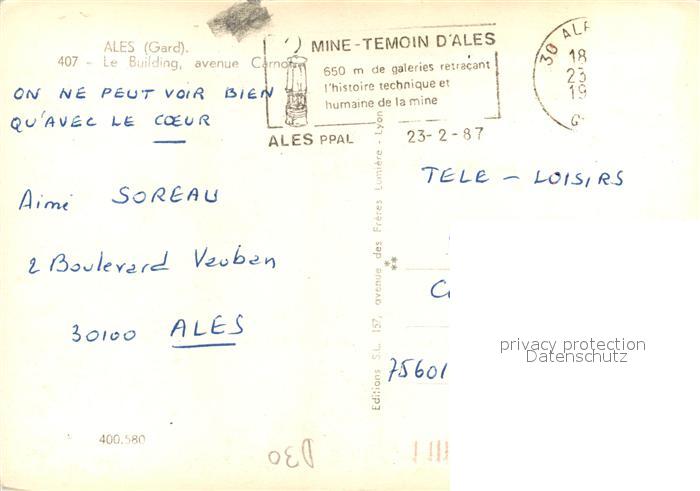 ALES (Gard).
407 - Le Building, avenue Carnot
MINE-TEMOIN D'ALES
650 m de galeries retraçant
l'histoire technique et
humaine de la mine
ALES PPAL 23-2-87
30 ALE
18
23
19
G
ON NE PEUT VOIR BIEN
QU'AVEC LE CŒUR
Aimé SOREAU
2 Boulevard Vauban
30100 ALES
400.580
Editions S.L. 157, avenue des Frères Lumière - Lyon
TELE - LOISIRS
75601
privacy protection
Datenschutz
D30